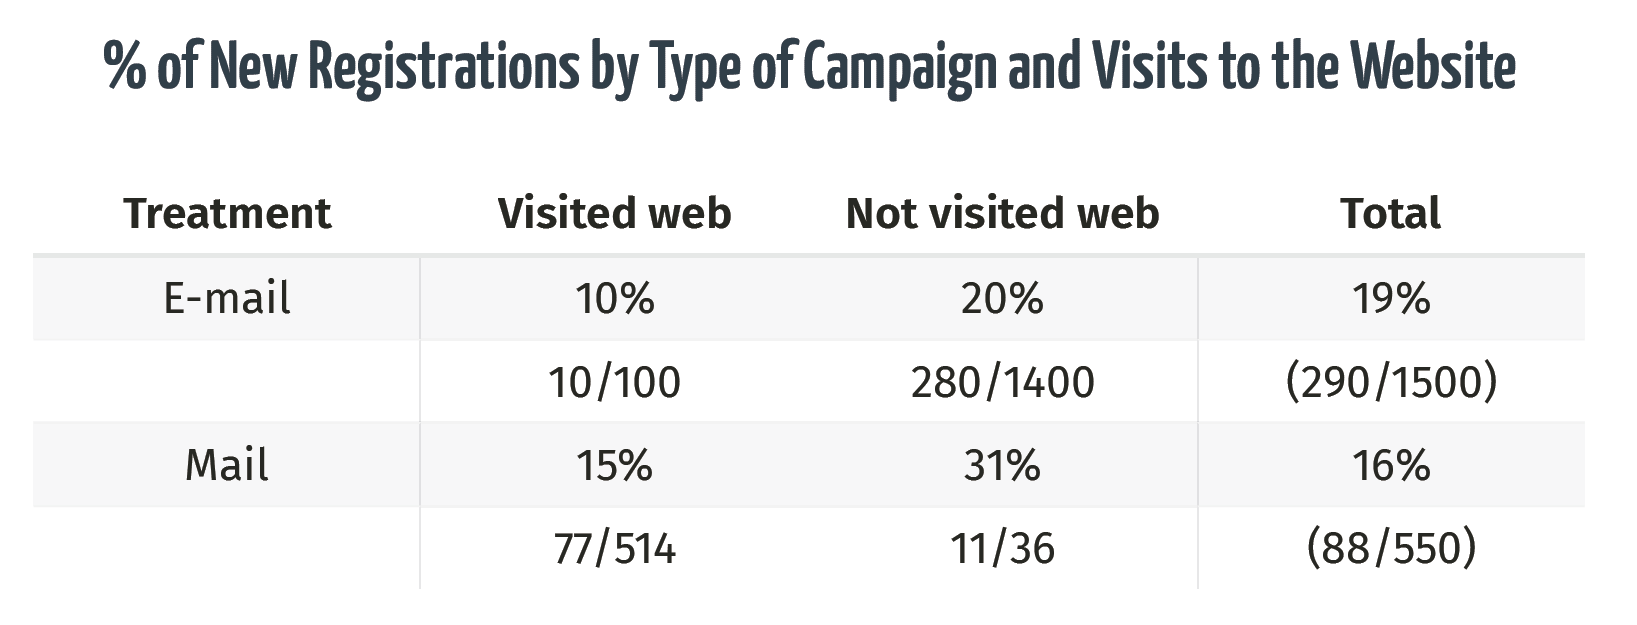 % of New Registrations by Type of Campaign and Visits to the Website
Treatment Visited web Not visited web Total
E-mail 10% 20% 19%
10/100 280/1400 (290/1500)
Mail 15% 31% 16%
77/514 11/36 (88/550)